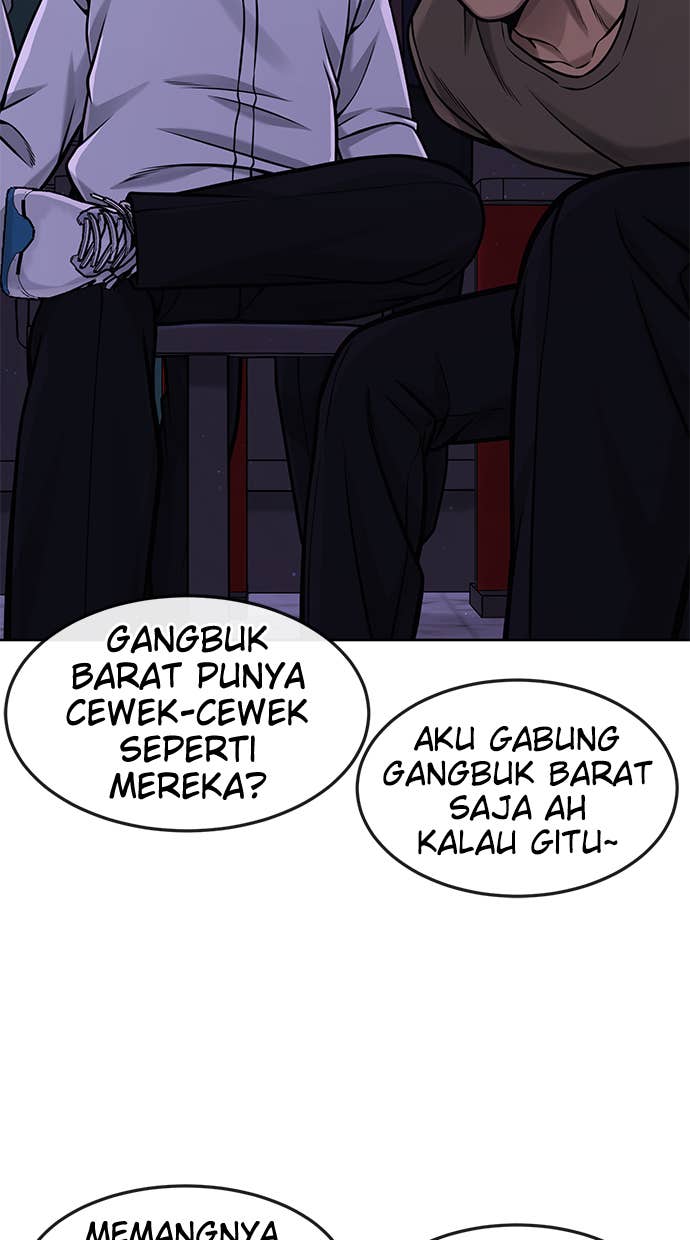 GANGBUK
BARAT PUNYA
CEWEK-CEWEK
SEPERTI
MEREKA?
AKU GABUNG
GANGBUK BARAT
SAJA AH
KALAU GITU~
MEMANGNYA